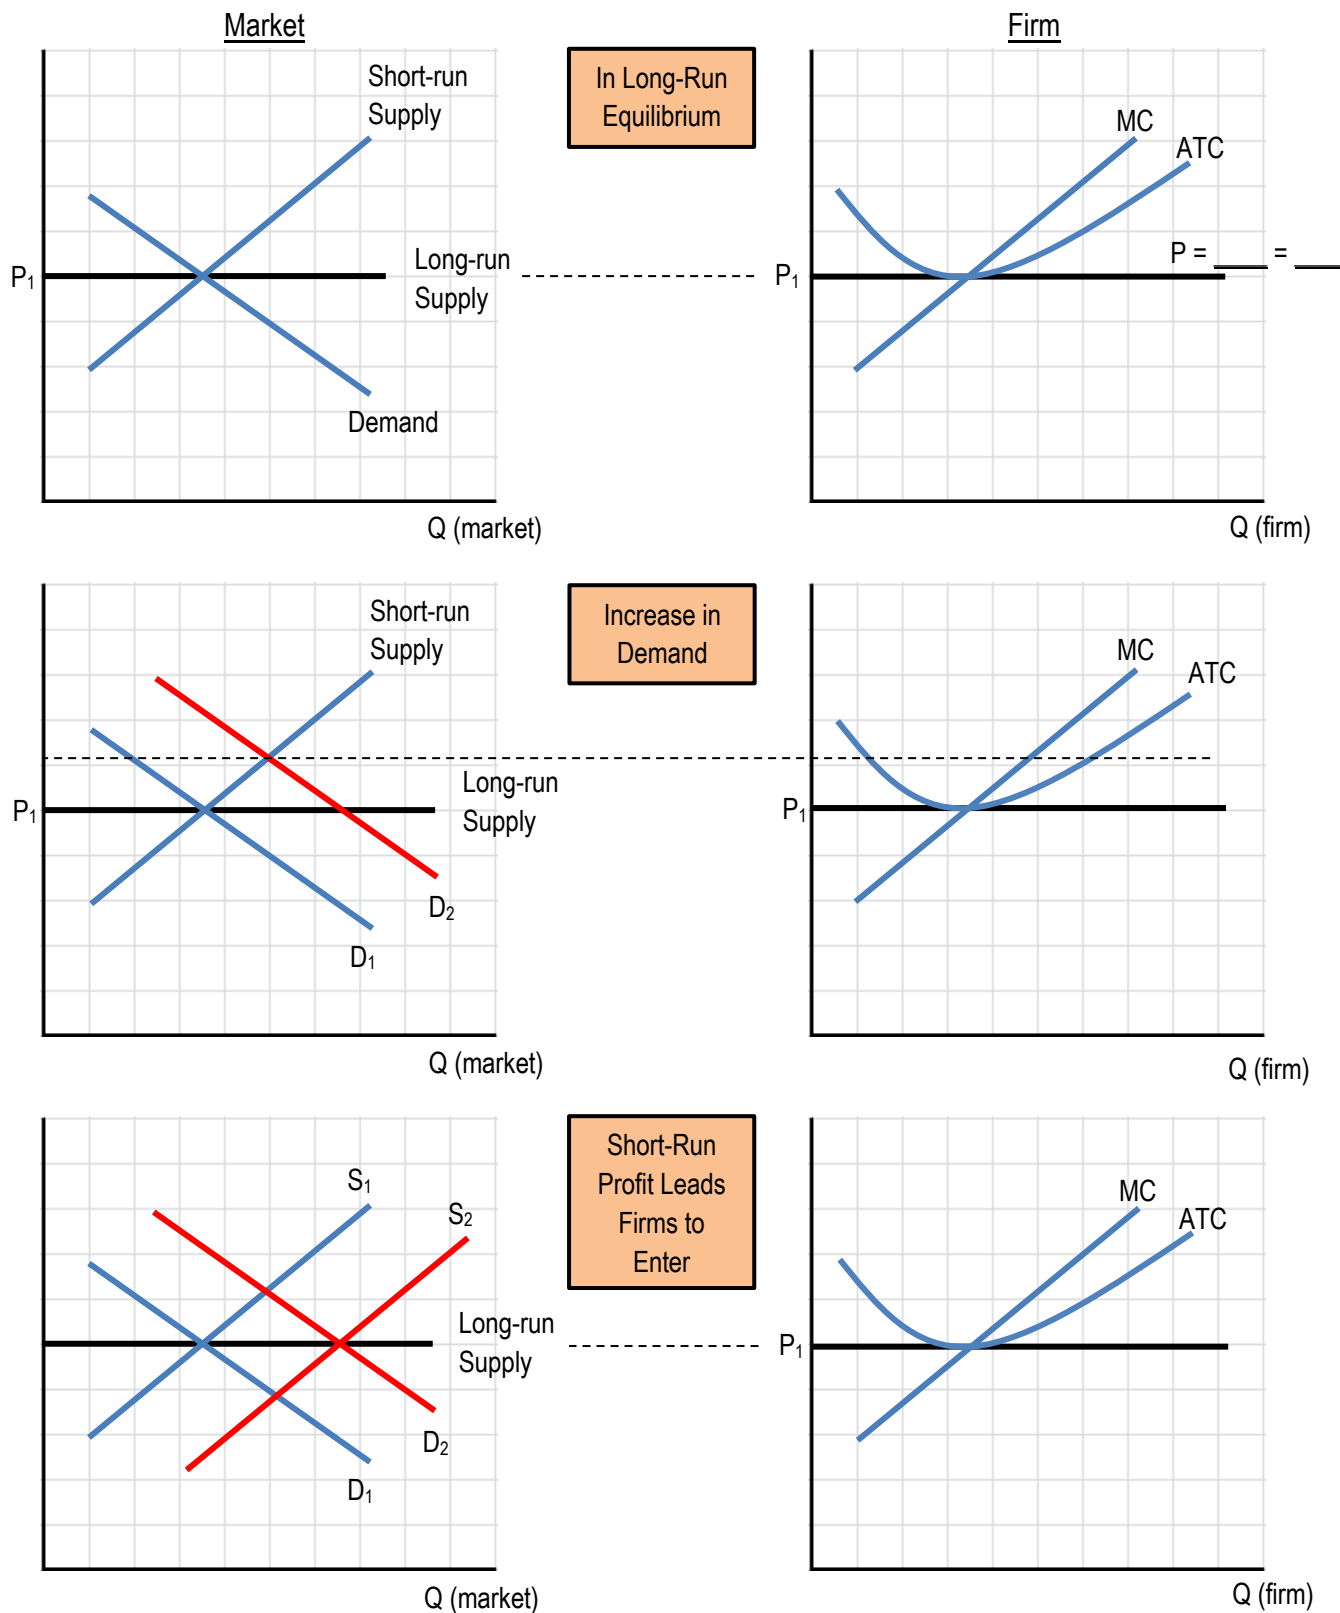 Market
Firm
Short-run
Supply
In Long-Run
Equilibrium
MC
ATC
P₁
Long-run
Supply
P₁
P = ____ = ____
Demand
Q (market)
Q (firm)
Short-run
Supply
Increase in
Demand
MC
ATC
P₁
Long-run
Supply
P₁
D₂
D₁
Q (market)
Q (firm)
S₁
S₂
Short-Run
Profit Leads
Firms to
Enter
MC
ATC
Long-run
Supply
P₁
D₂
D₁
Q (market)
Q (firm)